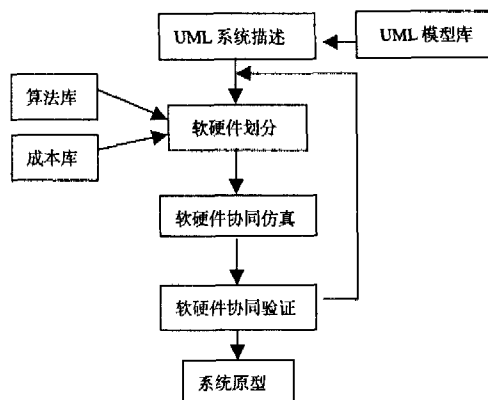 UML 系统描述
UML 模型库
算法库
软硬件划分
成本库
软硬件协同仿真
软硬件协同验证
系统原型